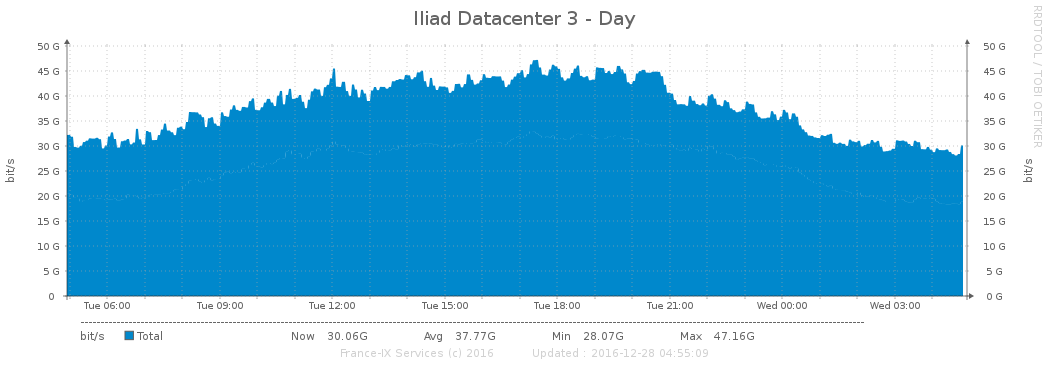 Iliad Datacenter 3 - Day
RRDTOOL / TOBI OETIKER
50 G 50 G
45 G 45 G
40 G 40 G
35 G 35 G
30 G 30 G
25 G 25 G
20 G 20 G
15 G 15 G
10 G 10 G
5 G 5 G
0 0 G
bit/s bit/s
Tue 06:00 Tue 09:00 Tue 12:00 Tue 15:00 Tue 18:00 Tue 21:00 Wed 00:00 Wed 03:00
bit/s Total Now 30.06G Avg 37.77G Min 28.07G Max 47.16G
France-IX Services (c) 2016 Updated : 2016-12-28 04:55:09